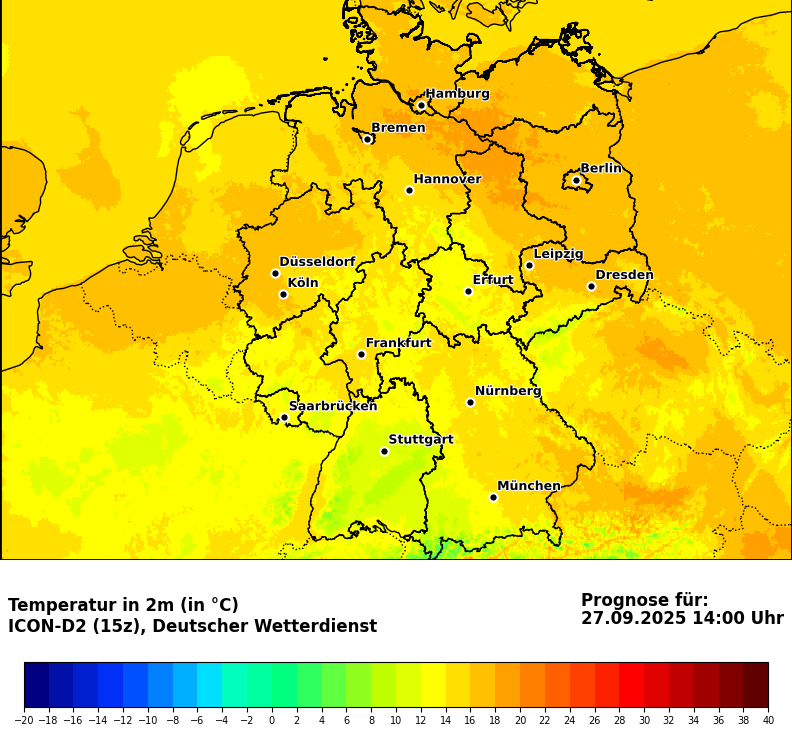 Hamburg
Bremen
Berlin
Hannover
Leipzig
Düsseldorf
Dresden
Köln
Erfurt
Frankfurt
Nürnberg
Saarbrücken
Stuttgart
München
Temperatur in 2m (in °C)
ICON-D2 (15z), Deutscher Wetterdienst
Prognose für:
27.09.2025 14:00 Uhr
−20 −18 −16 −14 −12 −10 −8 −6 −4 −2 0 2 4 6 8 10 12 14 16 18 20 22 24 26 28 30 32 34 36 38 40